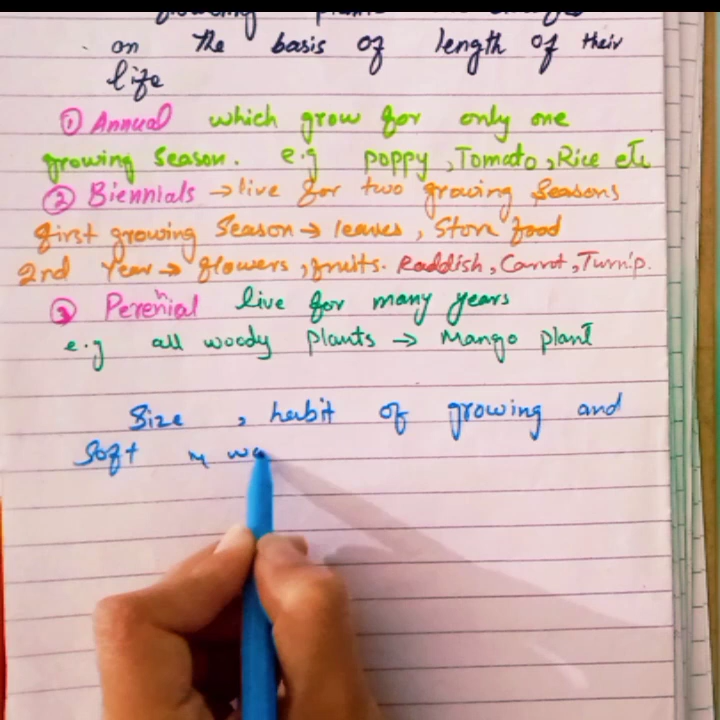 on the basis of length of their
life
① Annual which grow for only one
growing Season. e.g poppy, Tomato, Rice etc
② Biennials → live for two growing Seasons
first growing Season → leaves, Store food
2nd Year → flowers, fruits. Raddish, Carrot, Turnip.
③ Perennial live for many years
e.g all woody plants → Mango plant
Size , habit of growing and
Soft